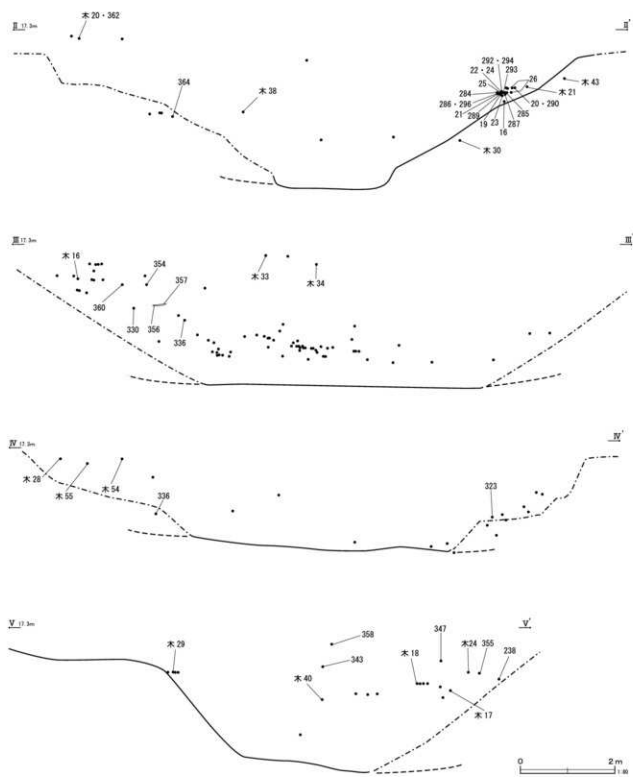 Ⅱ 17.3m Ⅱ'
木 20・362
364
木 38
292・294
22・24 293
25 26
284 木 43
木 21
286・296 20・290
21 289 285
19 23 287
16
木 30
Ⅲ 17.3m Ⅲ'
木 16
354
357
木 33
木 34
360
330 356 336
Ⅳ 17.3m Ⅳ'
木 28
木 55
木 54
336
323
Ⅴ 17.3m Ⅴ'
木 29
358
343
木 40
木 18
347
木 24 355 238
木 17
0 2 m
1:80